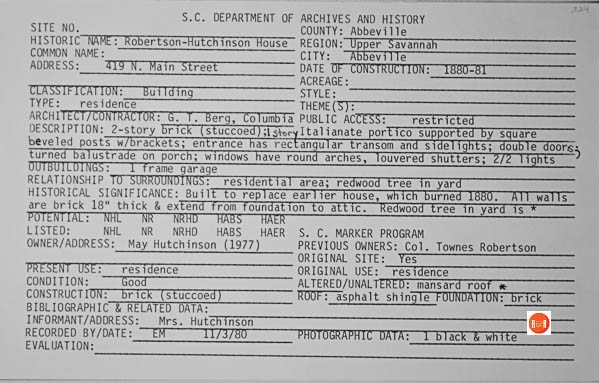 224
S.C. DEPARTMENT OF ARCHIVES AND HISTORY
SITE NO.
COUNTY: Abbeville
HISTORIC NAME: Robertson-Hutchinson House
REGION: Upper Savannah
COMMON NAME:
CITY: Abbeville
ADDRESS: 419 N. Main Street
DATE OF CONSTRUCTION: 1880-81
ACREAGE:
CLASSIFICATION: Building
STYLE:
TYPE: residence
THEME(S):
ARCHITECT/CONTRACTOR: G. T. Berg, Columbia
PUBLIC ACCESS: restricted
DESCRIPTION: 2-story brick (stuccoed); 1 story Italianate portico supported by square
beveled posts w/brackets; entrance has rectangular transom and sidelights; double doors;
turned balustrade on porch; windows have round arches, louvered shutters; 2/2 lights
OUTBUILDINGS: 1 frame garage
RELATIONSHIP TO SURROUNDINGS: residential area; redwood tree in yard
HISTORICAL SIGNIFICANCE: Built to replace earlier house, which burned 1880. All walls
are brick 18" thick & extend from foundation to attic. Redwood tree in yard is *
POTENTIAL: NHL NR NRHD HABS HAER
LISTED: NHL NR NRHD HABS HAER S. C. MARKER PROGRAM
OWNER/ADDRESS: May Hutchinson (1977)
PREVIOUS OWNERS: Col. Townes Robertson
ORIGINAL SITE: Yes
PRESENT USE: residence
ORIGINAL USE: residence
CONDITION: Good
ALTERED/UNALTERED: mansard roof *
CONSTRUCTION: brick (stuccoed)
ROOF: asphalt shingle FOUNDATION: brick
BIBLIOGRAPHIC & RELATED DATA:
INFORMANT/ADDRESS: Mrs. Hutchinson
RECORDED BY/DATE: EM 11/3/80
PHOTOGRAPHIC DATA: 1 black & white
EVALUATION:
R&R